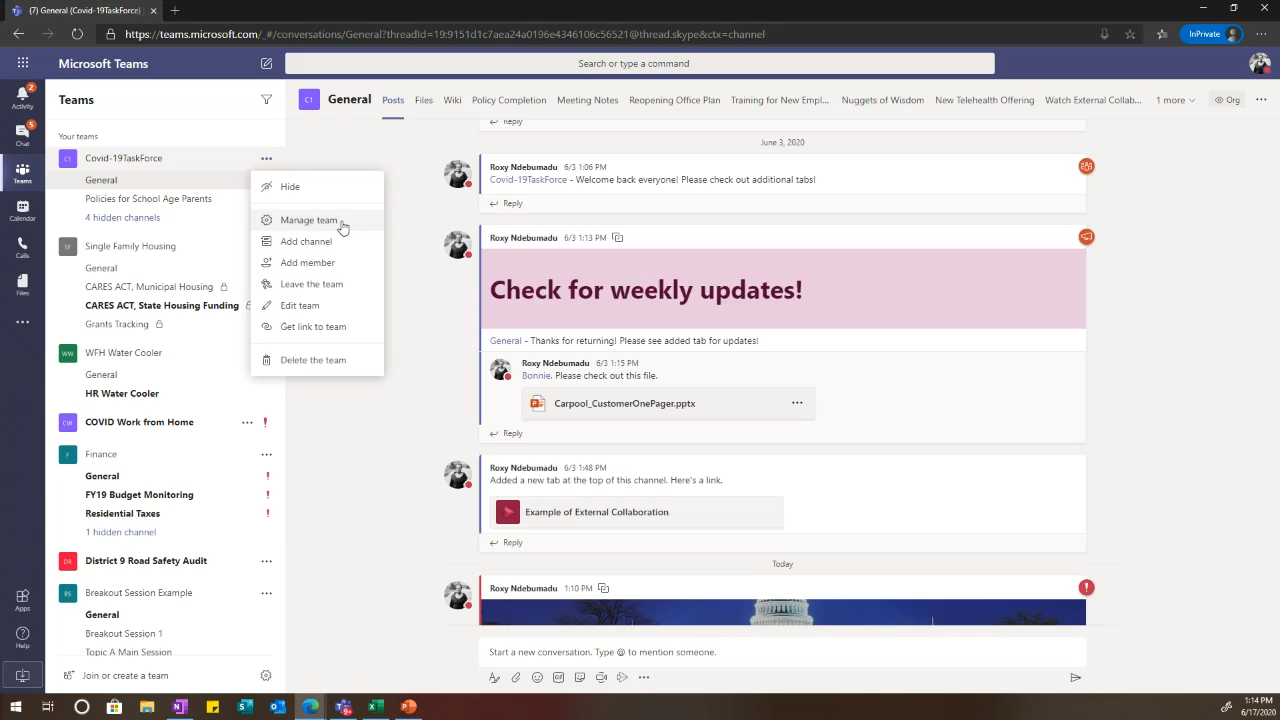 (7) General (Covid-19TaskForce) |
https://teams.microsoft.com/_#/conversations/General?threadId=19:9151d1c7aea24a0196e4346106c56521@thread.skype&ctx=channel
InPrivate
Microsoft Teams
Search or type a command
2
Activity
5
Chat
Teams
Calendar
Calls
Files
Apps
Help
Teams
Your teams
C1 Covid-19TaskForce
General
Policies for School Age Parents
4 hidden channels
SF Single Family Housing
General
CARES ACT, Municipal Housing
CARES ACT, State Housing Funding
Grants Tracking
WW WFH Water Cooler
General
HR Water Cooler
CW COVID Work from Home
F Finance
General
FY19 Budget Monitoring
Residential Taxes
1 hidden channel
DR District 9 Road Safety Audit
BS Breakout Session Example
General
Breakout Session 1
Topic A Main Session
Join or create a team
Hide
Manage team
Add channel
Add member
Leave the team
Edit team
Get link to team
Delete the team
C1 General Posts Files Wiki Policy Completion Meeting Notes Reopening Office Plan Training for New Empl... Nuggets of Wisdom New Telehealth Offering Watch External Collab... 1 more Org
Reply
June 3, 2020
Roxy Ndebumadu 6/3 1:06 PM
Covid-19TaskForce - Welcome back everyone! Please check out additional tabs!
Reply
Roxy Ndebumadu 6/3 1:13 PM
Check for weekly updates!
General - Thanks for returning! Please see added tab for updates!
Roxy Ndebumadu 6/3 1:15 PM
Bonnie, Please check out this file.
Carpool_CustomerOnePager.pptx
Reply
Roxy Ndebumadu 6/3 1:48 PM
Added a new tab at the top of this channel. Here's a link.
Example of External Collaboration
Reply
Today
Roxy Ndebumadu 1:10 PM
Start a new conversation. Type @ to mention someone.
1:14 PM
6/17/2020